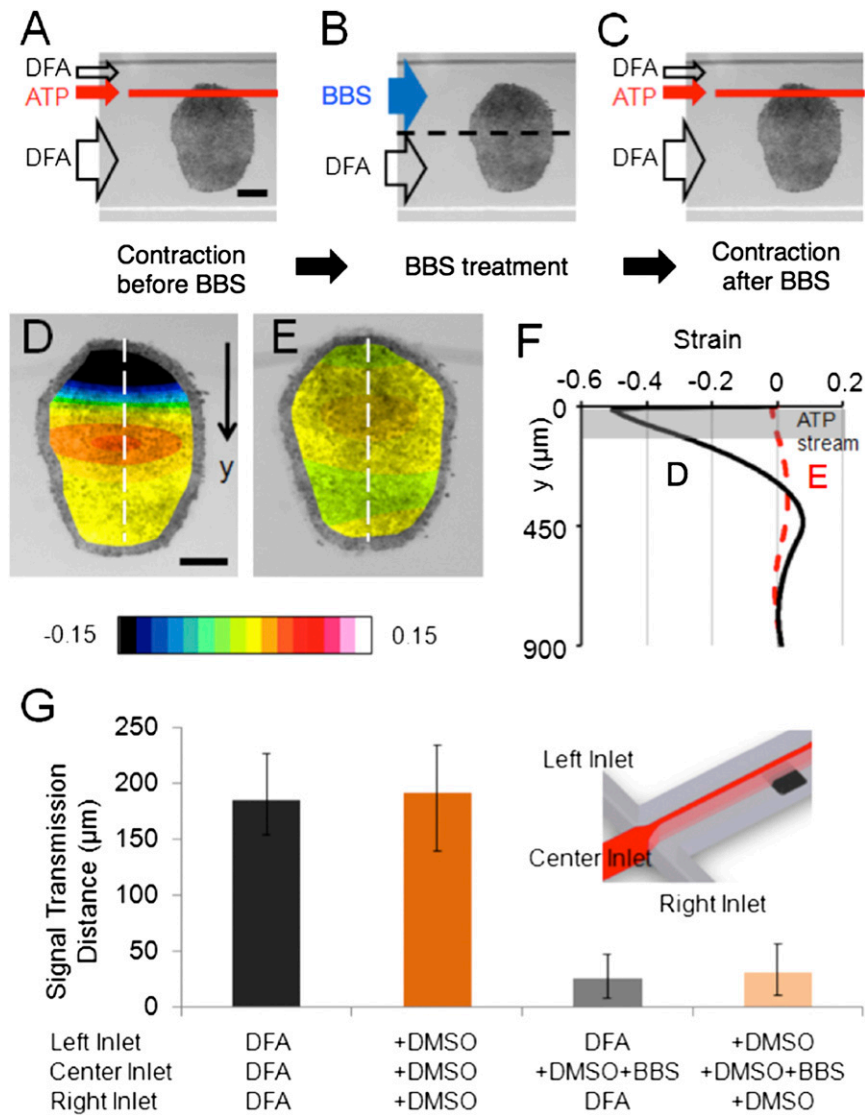 A
B
C
DFA
ATP
DFA
BBS
DFA
DFA
ATP
DFA
Contraction
before BBS
BBS treatment
Contraction
after BBS
D
y
E
-0.15
0.15
F
Strain
-0.6
-0.4
-0.2
0
0.2
0
450
900
y (μm)
ATP
stream
D
E
G
Signal Transmission
Distance (μm)
250
200
150
100
50
0
Left Inlet
Center Inlet
Right Inlet
Left Inlet DFA +DMSO DFA +DMSO
Center Inlet DFA +DMSO +DMSO+BBS +DMSO+BBS
Right Inlet DFA +DMSO DFA +DMSO